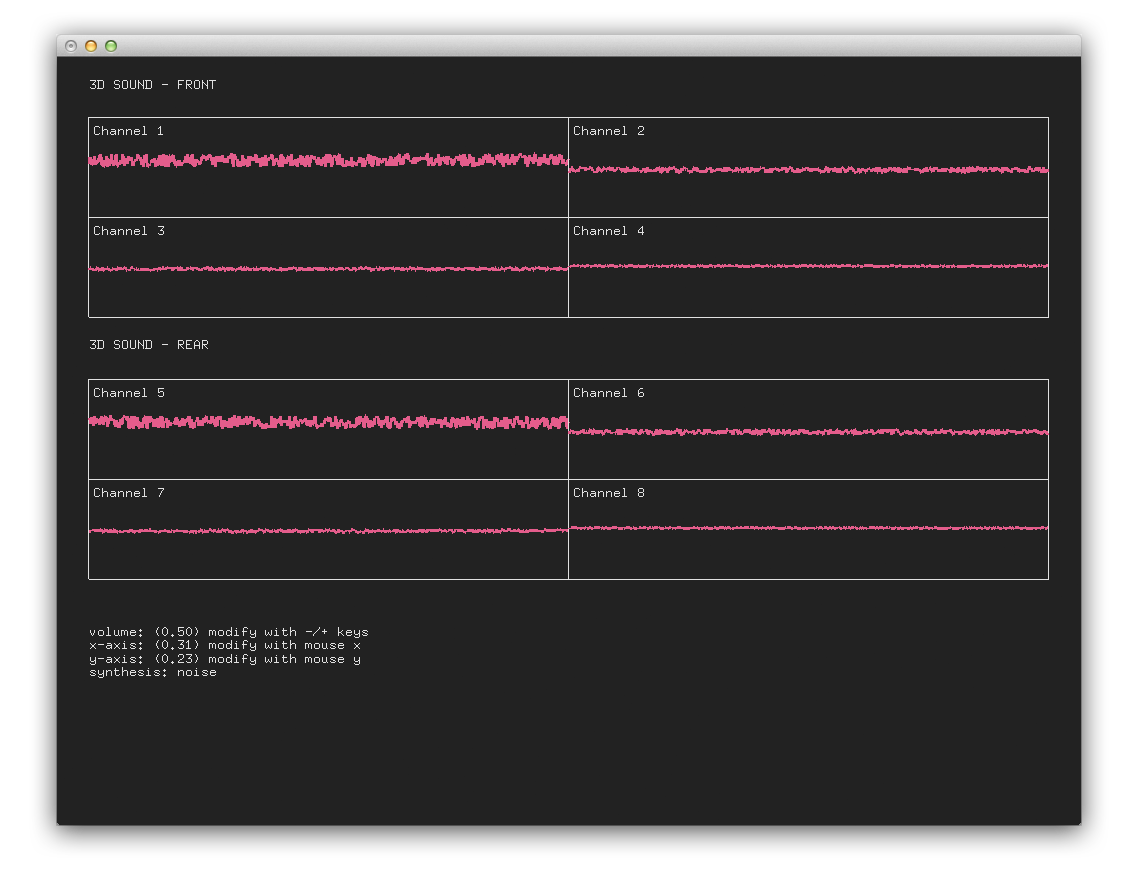 3D SOUND - FRONT
Channel 1
Channel 2
Channel 3
Channel 4
3D SOUND - REAR
Channel 5
Channel 6
Channel 7
Channel 8
volume: (0.50) modify with -/+ keys
x-axis: (0.31) modify with mouse x
y-axis: (0.23) modify with mouse y
synthesis: noise